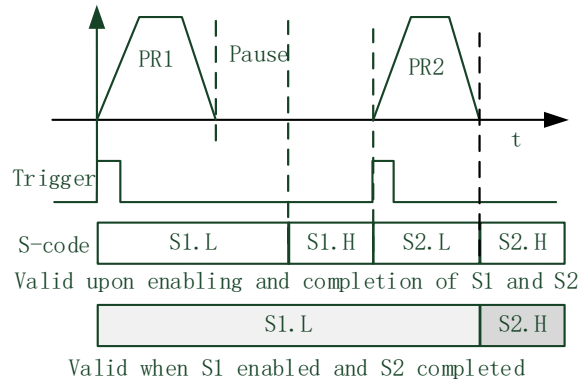 PR1
Pause
PR2
t
Trigger
S-code S1.L S1.H S2.L S2.H
Valid upon enabling and completion of S1 and S2
S1.L S2.H
Valid when S1 enabled and S2 completed